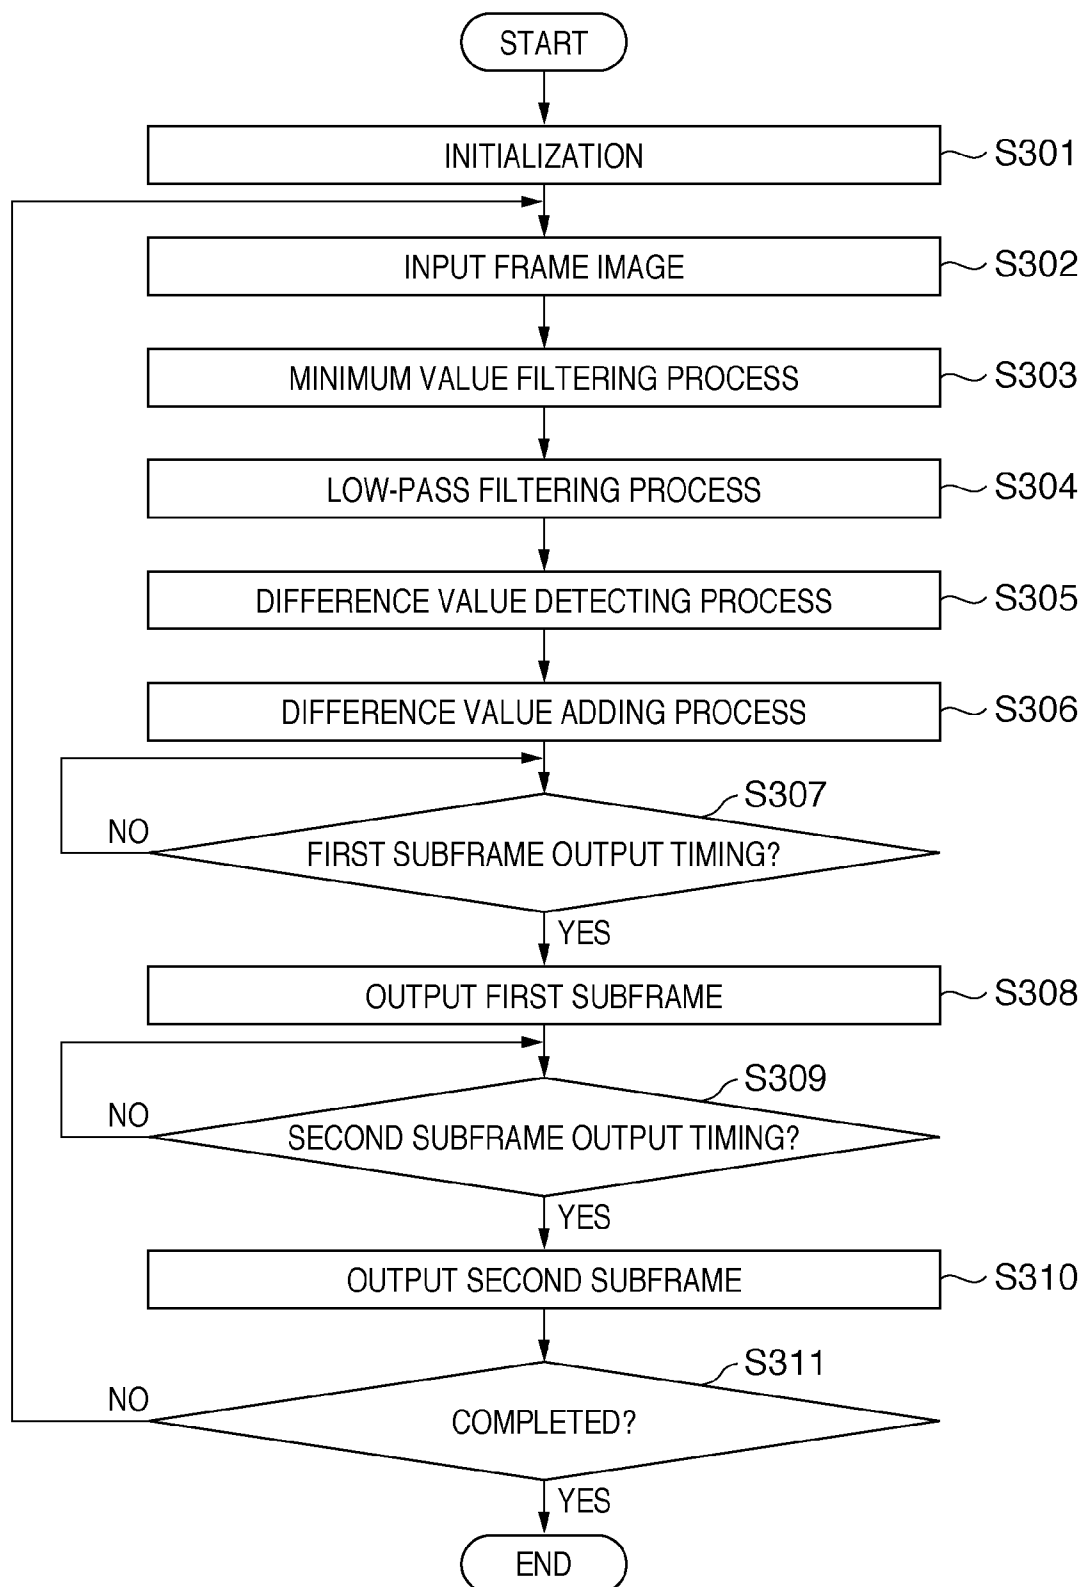 START
INITIALIZATION
S301
INPUT FRAME IMAGE
S302
MINIMUM VALUE FILTERING PROCESS
S303
LOW-PASS FILTERING PROCESS
S304
DIFFERENCE VALUE DETECTING PROCESS
S305
DIFFERENCE VALUE ADDING PROCESS
S306
S307
NO
FIRST SUBFRAME OUTPUT TIMING?
YES
OUTPUT FIRST SUBFRAME
S308
S309
NO
SECOND SUBFRAME OUTPUT TIMING?
YES
OUTPUT SECOND SUBFRAME
S310
S311
NO
COMPLETED?
YES
END